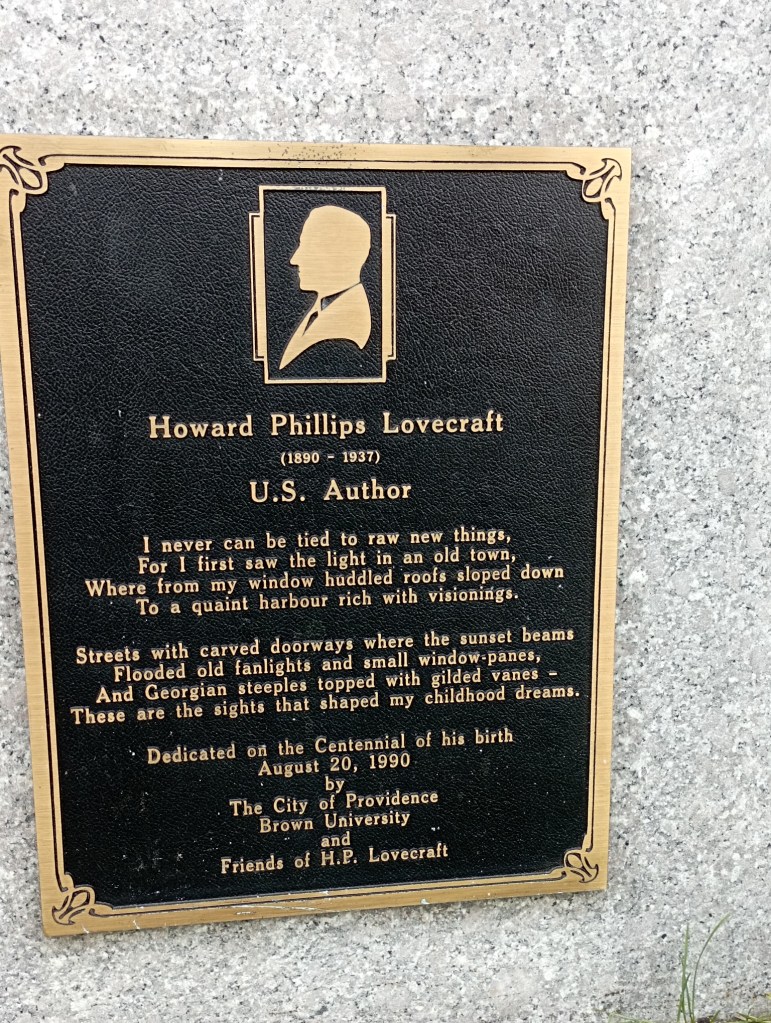 Howard Phillips Lovecraft
(1890 - 1937)
U.S. Author
I never can be tied to raw new things,
For I first saw the light in an old town,
Where from my window huddled roofs sloped down
To a quaint harbour rich with visionings.
Streets with carved doorways where the sunset beams
Flooded old fanlights and small window-panes,
And Georgian steeples topped with gilded vanes -
These are the sights that shaped my childhood dreams.
Dedicated on the Centennial of his birth
August 20, 1990
by
The City of Providence
Brown University
and
Friends of H.P. Lovecraft